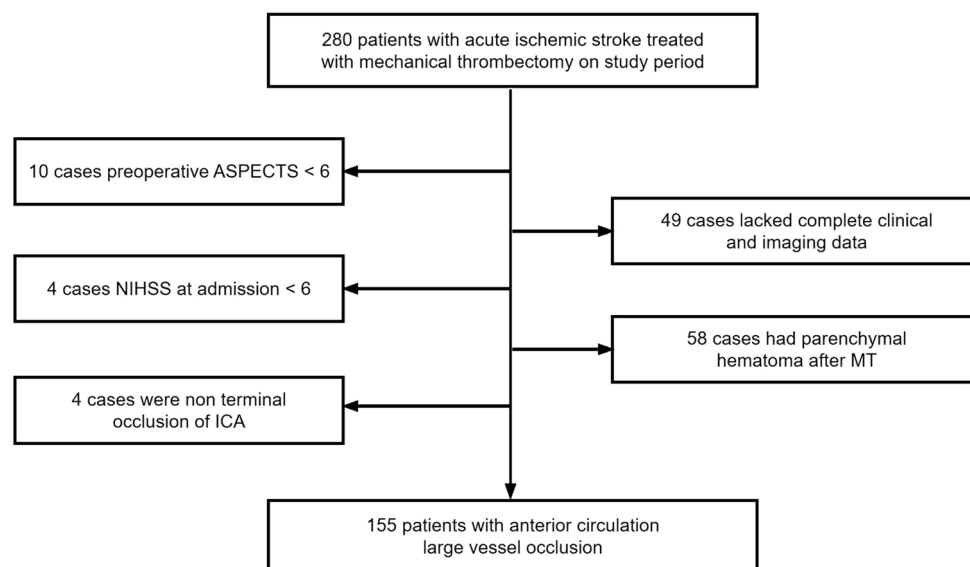 280 patients with acute ischemic stroke treated
with mechanical thrombectomy on study period
10 cases preoperative ASPECTS < 6
49 cases lacked complete clinical
and imaging data
4 cases NIHSS at admission < 6
58 cases had parenchymal
hematoma after MT
4 cases were non terminal
occlusion of ICA
155 patients with anterior circulation
large vessel occlusion